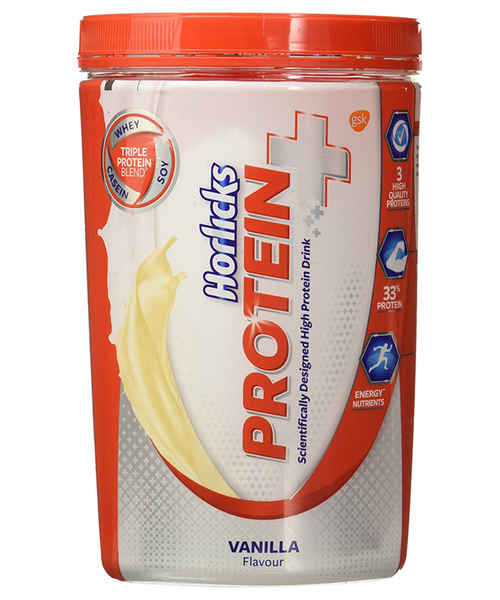 WHEY
TRIPLE
PROTEIN
BLEND*
CASEIN
SOY
gsk
Horlicks
PROTEIN+
Scientifically Designed High Protein Drink
3
HIGH
QUALITY
PROTEINS
33%
PROTEIN
ENERGY
NUTRIENTS
VANILLA
Flavour